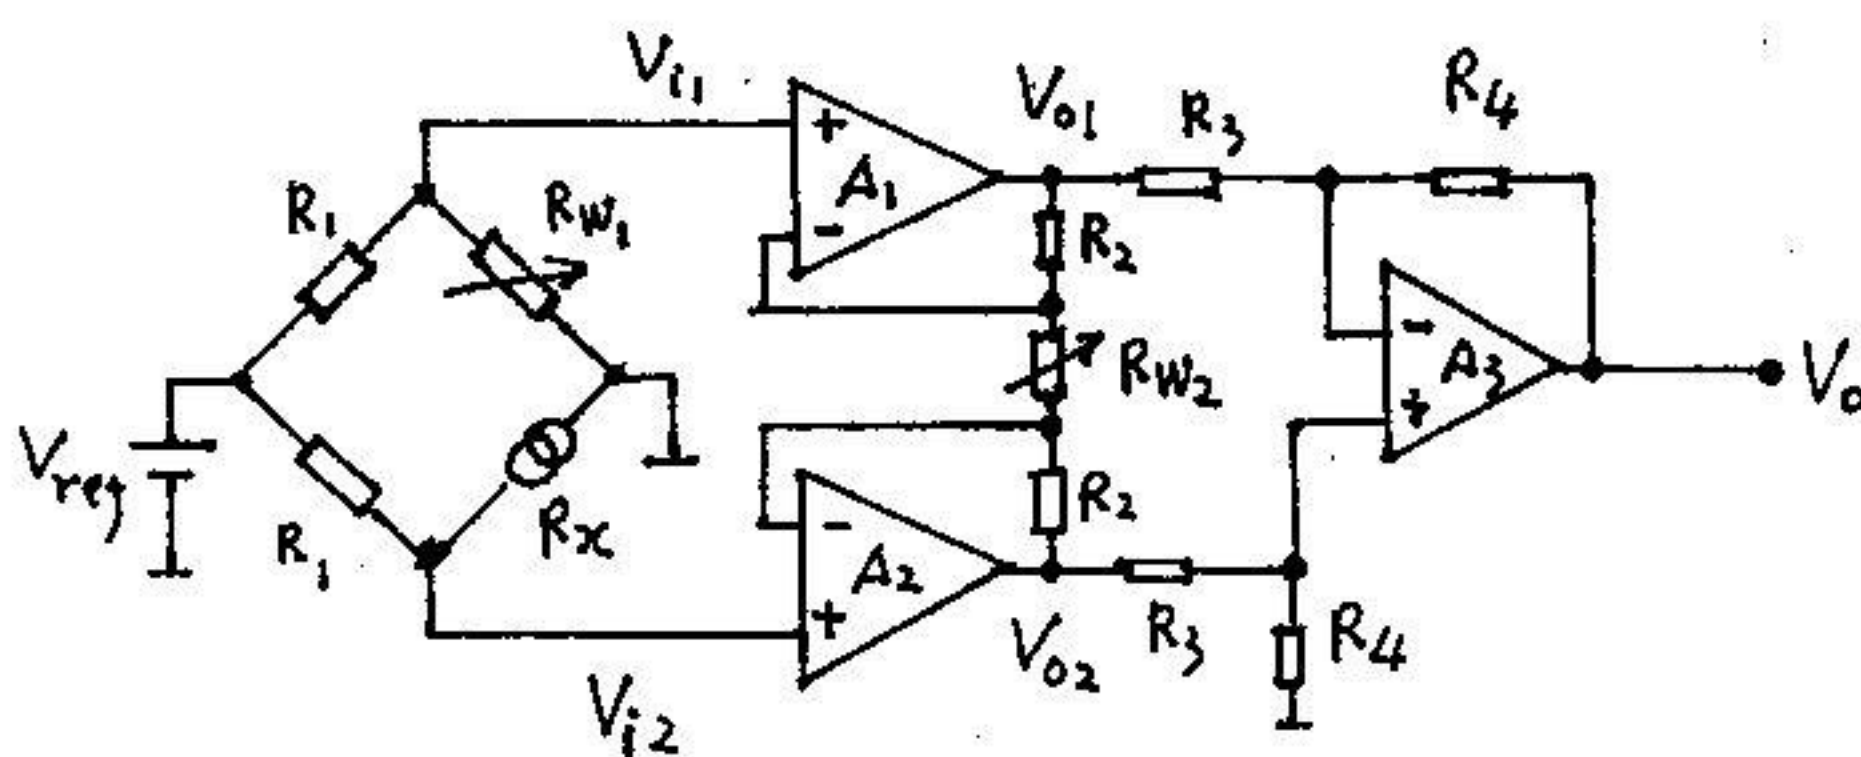 Vi1
Vo1
R3
R4
R1
RW1
A1
+
-
R2
RW2
-
A3
+
Vo
Vreg
R1
Rx
-
A2
+
R2
Vo2
R3
R4
Vi2